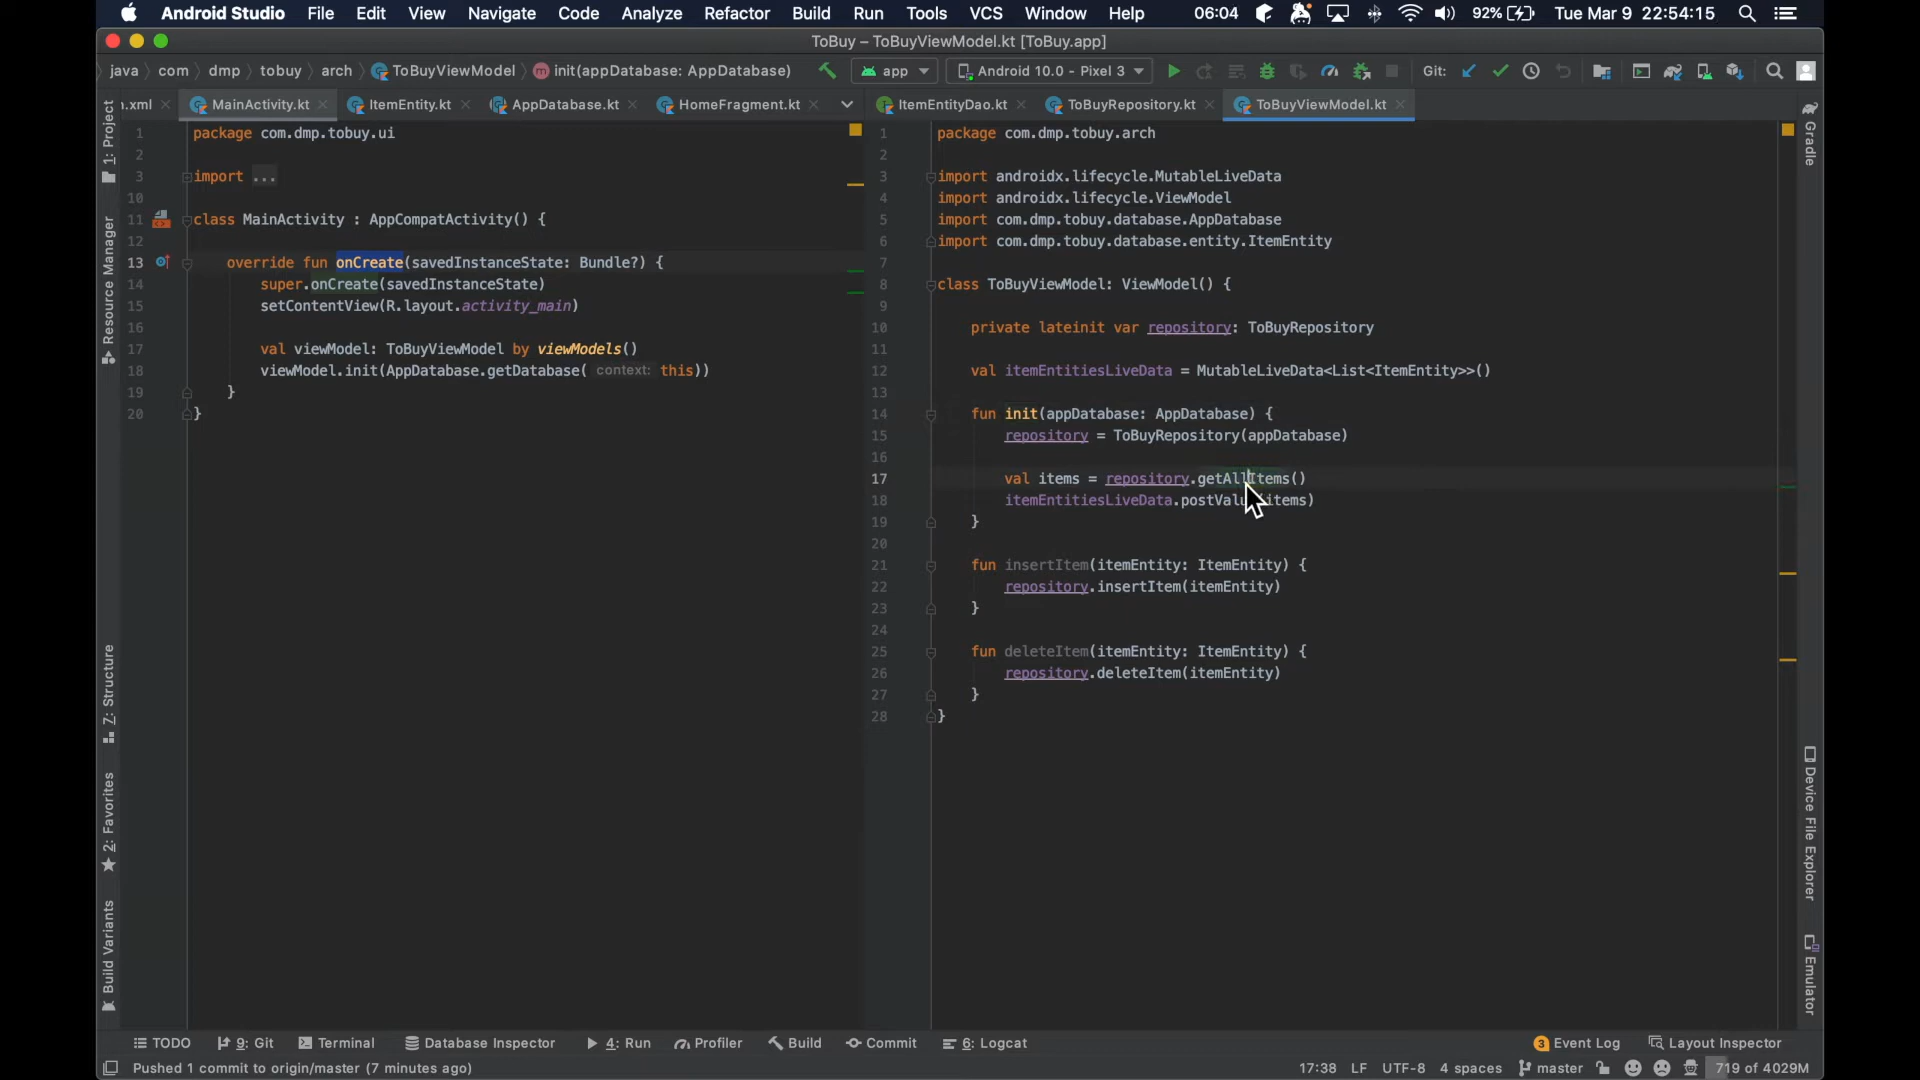 Android Studio File Edit View Navigate Code Analyze Refactor Build Run Tools VCS Window Help 06:04 92% Tue Mar 9 22:54:15
ToBuy – ToBuyViewModel.kt [ToBuy.app]
java com dmp tobuy arch ToBuyViewModel init(appDatabase: AppDatabase) app Android 10.0 - Pixel 3 Git:
n.xml MainActivity.kt ItemEntity.kt AppDatabase.kt HomeFragment.kt ItemEntityDao.kt ToBuyRepository.kt ToBuyViewModel.kt
1 package com.dmp.tobuy.ui
2
3 import ...
10
11 class MainActivity : AppCompatActivity() {
12
13 override fun onCreate(savedInstanceState: Bundle?) {
14 super.onCreate(savedInstanceState)
15 setContentView(R.layout.activity_main)
16
17 val viewModel: ToBuyViewModel by viewModels()
18 viewModel.init(AppDatabase.getDatabase( context: this))
19 }
20 }
1 package com.dmp.tobuy.arch
2
3 import androidx.lifecycle.MutableLiveData
4 import androidx.lifecycle.ViewModel
5 import com.dmp.tobuy.database.AppDatabase
6 import com.dmp.tobuy.database.entity.ItemEntity
7
8 class ToBuyViewModel: ViewModel() {
9
10 private lateinit var repository: ToBuyRepository
11
12 val itemEntitiesLiveData = MutableLiveData<List<ItemEntity>>()
13
14 fun init(appDatabase: AppDatabase) {
15 repository = ToBuyRepository(appDatabase)
16
17 val items = repository.getAllItems()
18 itemEntitiesLiveData.postValue(items)
19 }
20
21 fun insertItem(itemEntity: ItemEntity) {
22 repository.insertItem(itemEntity)
23 }
24
25 fun deleteItem(itemEntity: ItemEntity) {
26 repository.deleteItem(itemEntity)
27 }
28 }
1: Project
Resource Manager
Z: Structure
2: Favorites
Build Variants
Gradle
Device File Explorer
Emulator
TODO 9: Git Terminal Database Inspector 4: Run Profiler Build Commit 6: Logcat 3 Event Log Layout Inspector
Pushed 1 commit to origin/master (7 minutes ago) 17:38 LF UTF-8 4 spaces master 719 of 4029M